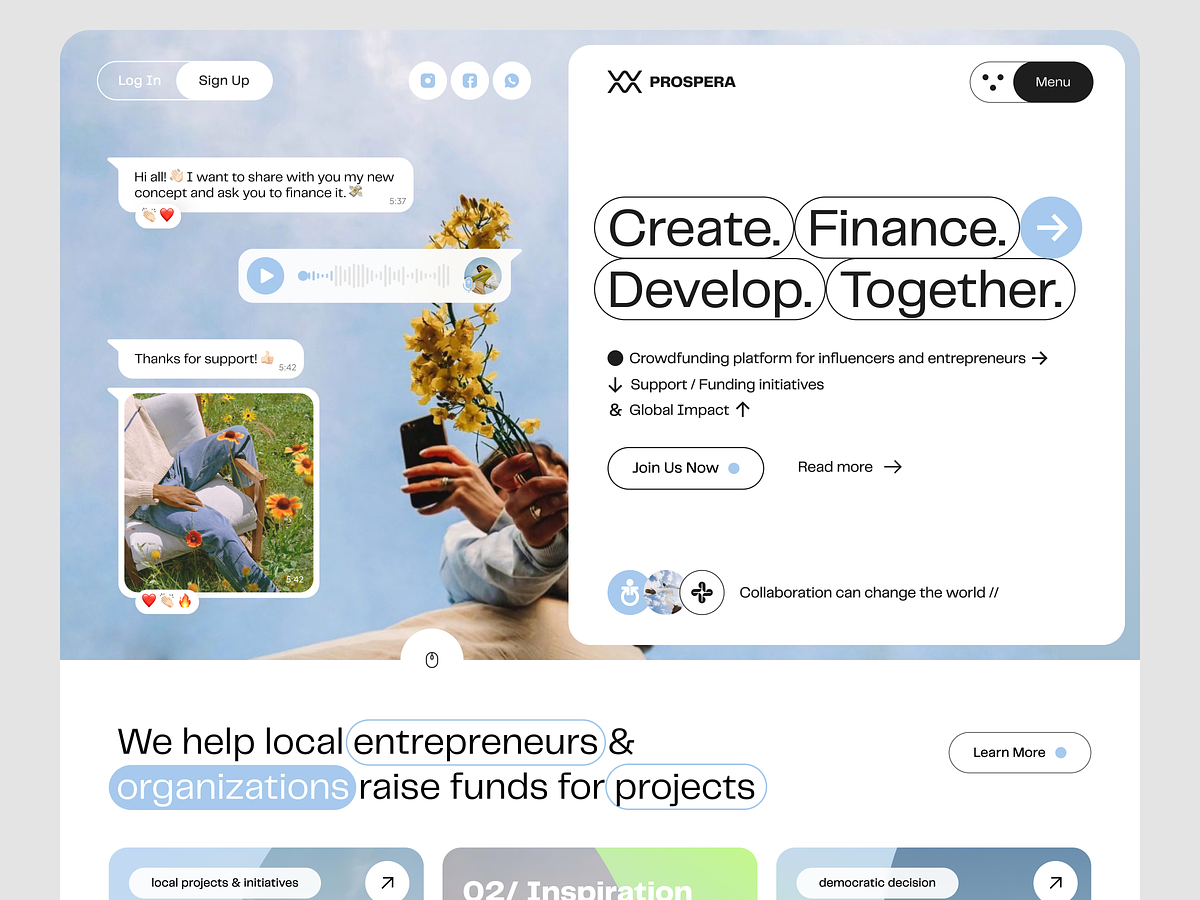 Log In
Sign Up
PROSPERA
Menu
Hi all! 👋🏻 I want to share with you my new
concept and ask you to finance it. 💸
5:37
Thanks for support! 👍🏻
5:42
5:42
Create. Finance.
Develop. Together.
Crowdfunding platform for influencers and entrepreneurs →
↓ Support / Funding initiatives
& Global Impact ↑
Join Us Now
Read more →
Collaboration can change the world //
We help local entrepreneurs &
organizations raise funds for projects
Learn More
local projects & initiatives
02/ Inspiration
democratic decision